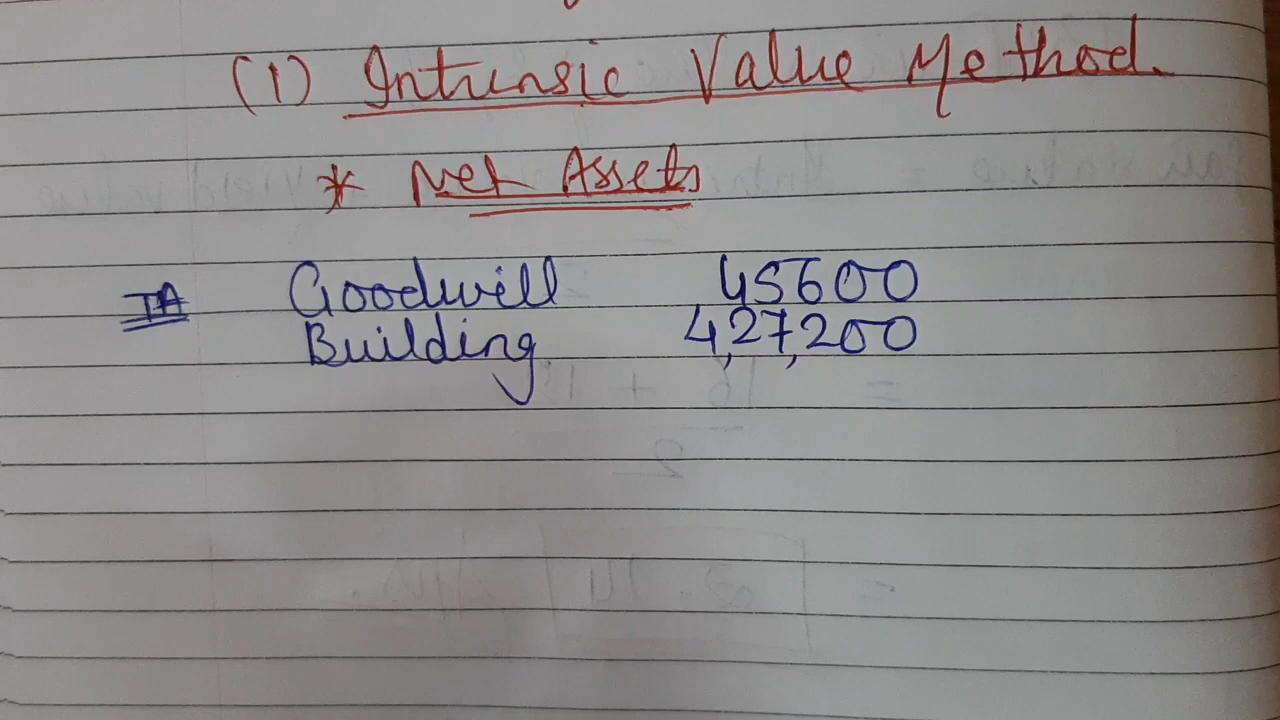 (1) Intrinsic Value Method.
* Net Assets
TA Goodwill 45600
Building 4,27,200